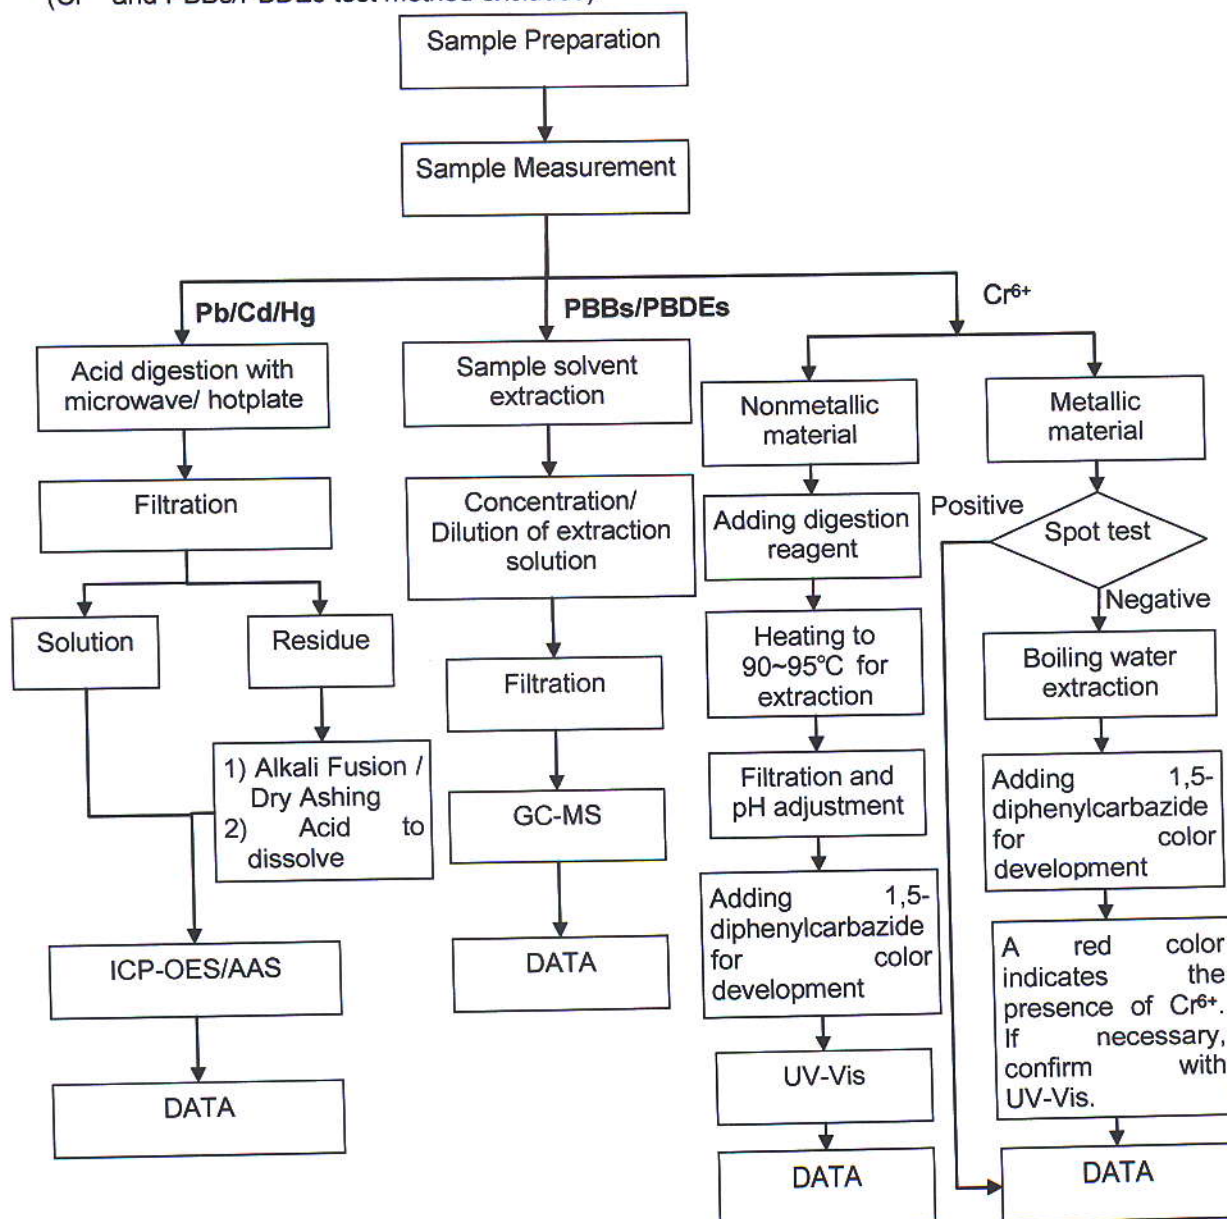 Sample Preparation
Sample Measurement
Pb/Cd/Hg
PBBs/PBDEs
Cr⁶⁺
Acid digestion with
microwave/ hotplate
Filtration
Solution
Residue
1) Alkali Fusion /
Dry Ashing
2) Acid to
dissolve
ICP-OES/AAS
DATA
Sample solvent
extraction
Concentration/
Dilution of extraction
solution
Filtration
GC-MS
DATA
Nonmetallic
material
Adding digestion
reagent
Heating to
90~95℃ for
extraction
Filtration and
pH adjustment
Adding 1,5-
diphenylcarbazide
for color
development
UV-Vis
DATA
Metallic
material
Positive
Spot test
Negative
Boiling water
extraction
Adding 1,5-
diphenylcarbazide
for color
development
A red color
indicates the
presence of Cr⁶⁺.
If necessary,
confirm with
UV-Vis.
DATA